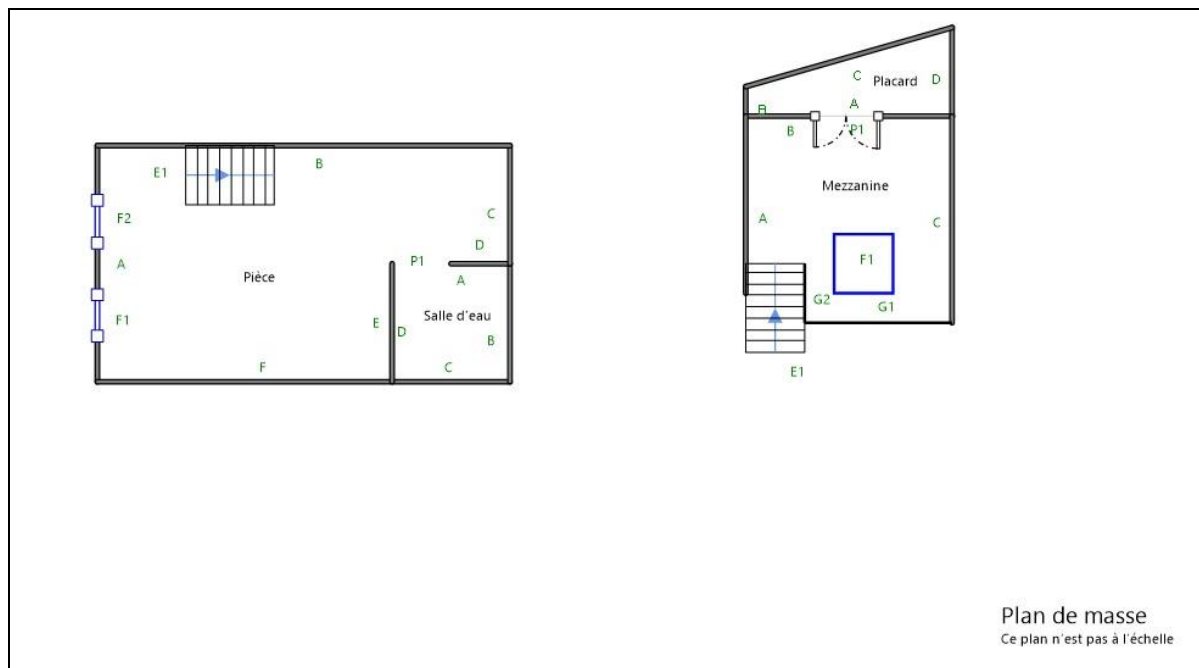 E1
B
F2
C
D
A
P1
Pièce
A
F1
E
D
Salle d'eau
B
F
C
C
Placard
D
B
A
B
P1
Mezzanine
A
C
F1
G2
G1
E1
Plan de masse
Ce plan n'est pas à l'échelle